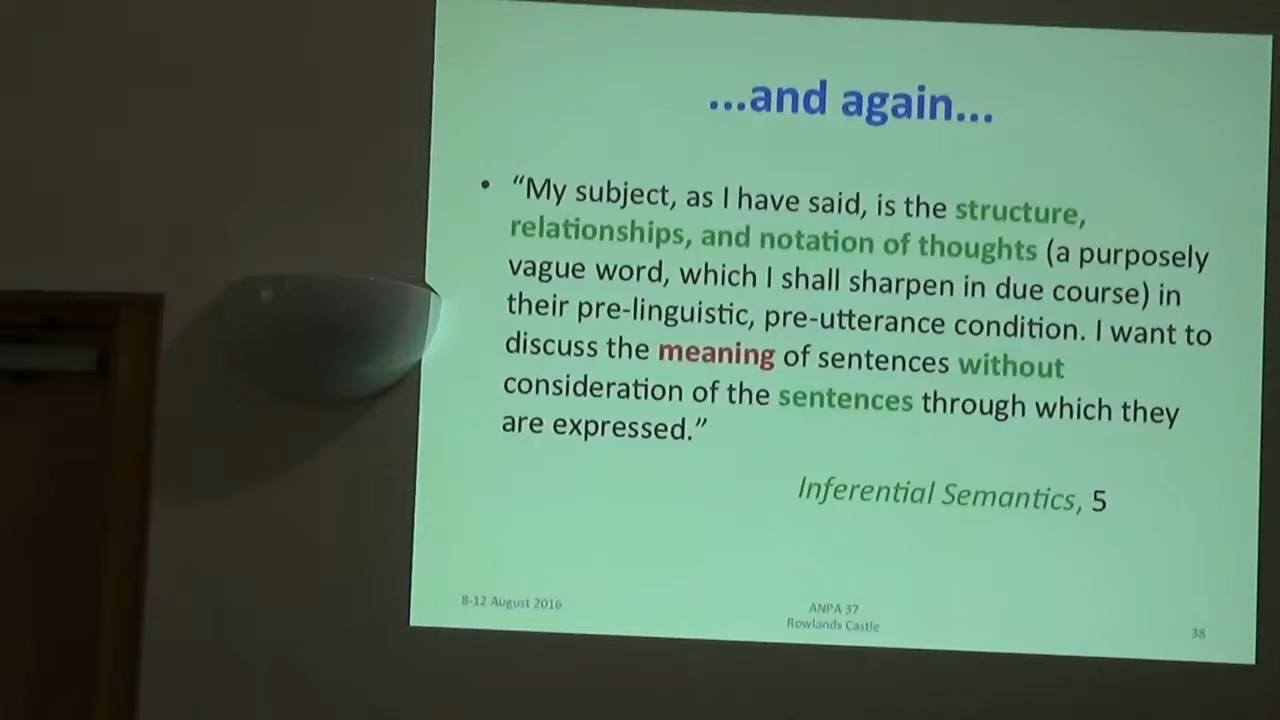 ...and again...
• “My subject, as I have said, is the structure,
relationships, and notation of thoughts (a purposely
vague word, which I shall sharpen in due course) in
their pre-linguistic, pre-utterance condition. I want to
discuss the meaning of sentences without
consideration of the sentences through which they
are expressed.”
Inferential Semantics, 5
8-12 August 2016
ANPA 37
Rowlands Castle
38